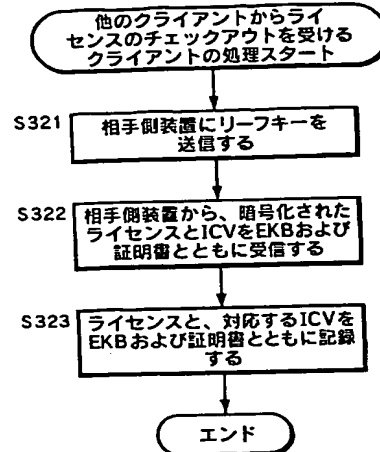 他のクライアントからライ
センスのチェックアウトを受ける
クライアントの処理スタート
S321
相手側装置にリーフキーを
送信する
S322
相手側装置から、暗号化された
ライセンスとICVをEKBおよび
証明書とともに受信する
S323
ライセンスと、対応するICVを
EKBおよび証明書とともに記録
する
エンド